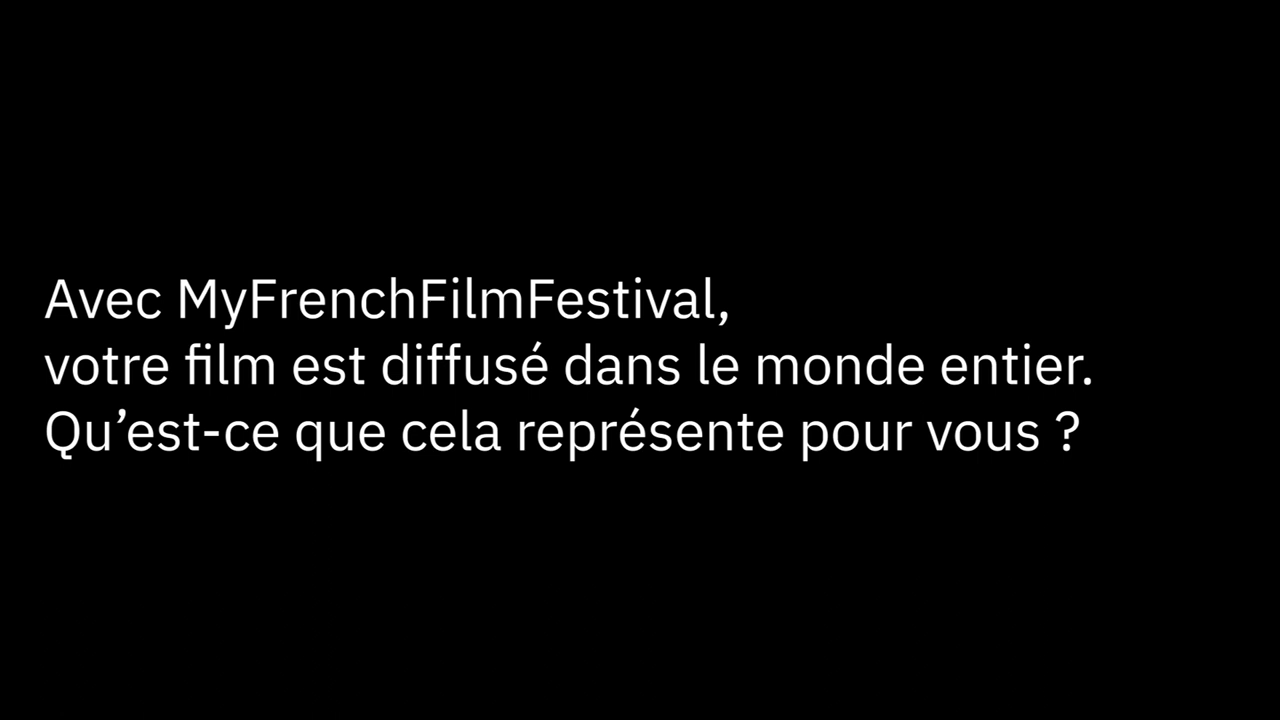 Avec MyFrenchFilmFestival,
votre film est diffusé dans le monde entier.
Qu’est-ce que cela représente pour vous ?